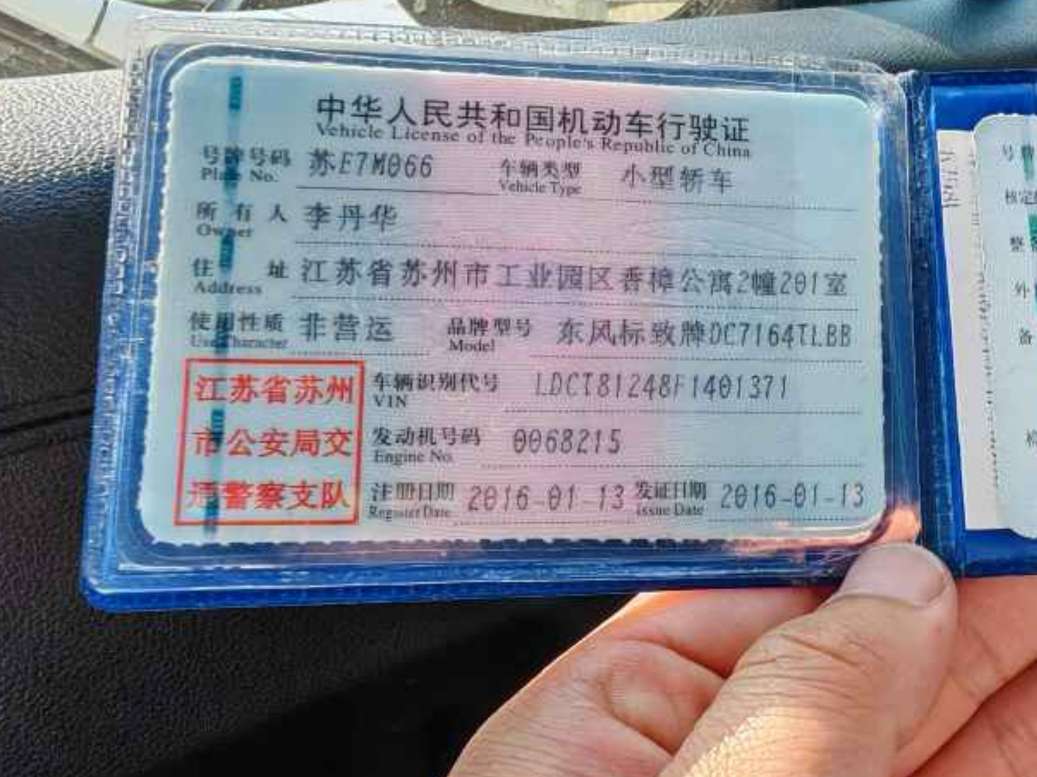 中华人民共和国机动车行驶证
Vehicle License of the People's Republic of China
号牌号码 苏E7M066 车辆类型 小型轿车
Plate No. Vehicle Type
所有人 李丹华
Owner
住址 江苏省苏州市工业园区香樟公寓2幢201室
Address
使用性质 非营运 品牌型号 东风标致牌DC7164TLBB
Use Character Model
江苏省苏州
市公安局交
通警察支队
车辆识别代号 LDCT81248F1401371
VIN
发动机号码 0068215
Engine No.
注册日期 2016-01-13 发证日期 2016-01-13
Register Date Issue Date
号牌
核定
整
外
备